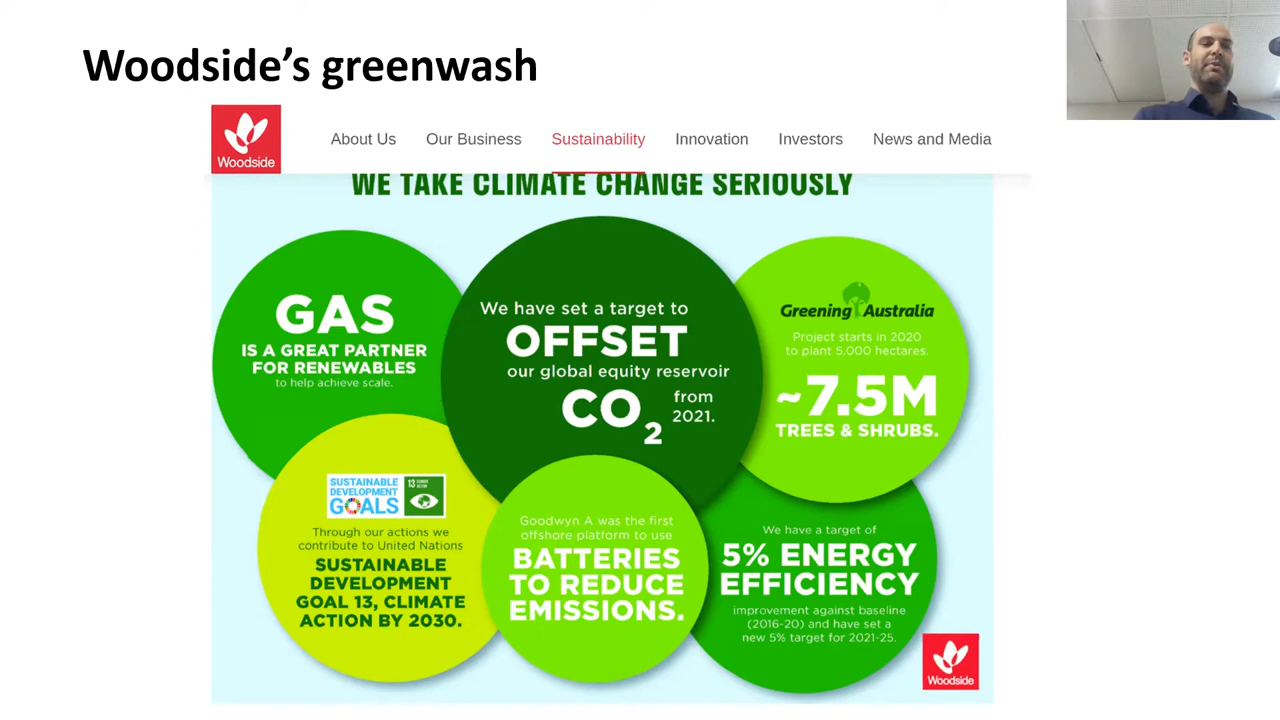 Woodside's greenwash
Woodside
About Us Our Business Sustainability Innovation Investors News and Media
WE TAKE CLIMATE CHANGE SERIOUSLY
GAS
IS A GREAT PARTNER
FOR RENEWABLES
to help achieve scale.
We have set a target to
OFFSET
our global equity reservoir
CO2 from
2021.
Greening Australia
Project starts in 2020
to plant 5,000 hectares.
~7.5M
TREES & SHRUBS.
SUSTAINABLE
DEVELOPMENT
GOALS
13 CLIMATE
ACTION
Through our actions we
contribute to United Nations
SUSTAINABLE
DEVELOPMENT
GOAL 13, CLIMATE
ACTION BY 2030.
Goodwyn A was the first
offshore platform to use
BATTERIES
TO REDUCE
EMISSIONS.
We have a target of
5% ENERGY
EFFICIENCY
improvement against baseline
(2016-20) and have set a
new 5% target for 2021-25.
Woodside